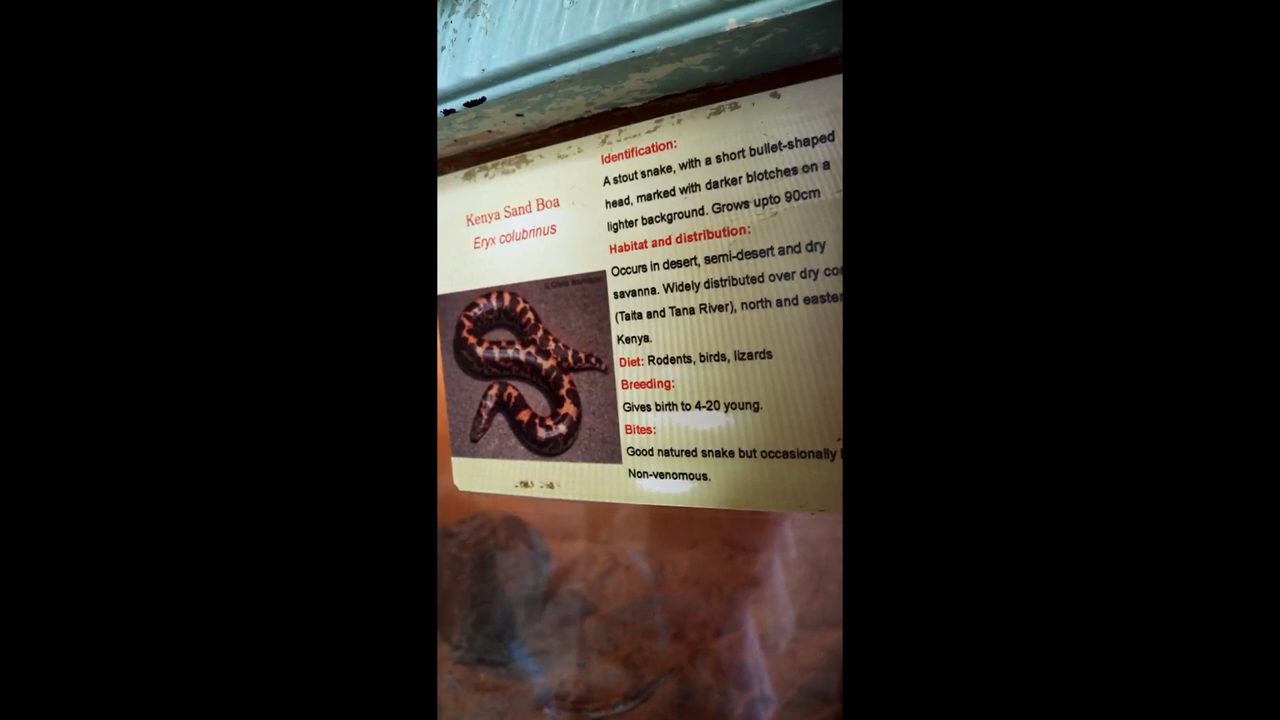 Kenya Sand Boa
Eryx colubrinus
Identification:
A stout snake, with a short bullet-shaped
head, marked with darker blotches on a
lighter background. Grows upto 90cm
Habitat and distribution:
Occurs in desert, semi-desert and dry
savanna. Widely distributed over dry
(Taita and Tana River), north and
Kenya.
Diet: Rodents, birds, lizards
Breeding:
Gives birth to 4-20 young.
Bites:
Good natured snake but occasionally
Non-venomous.